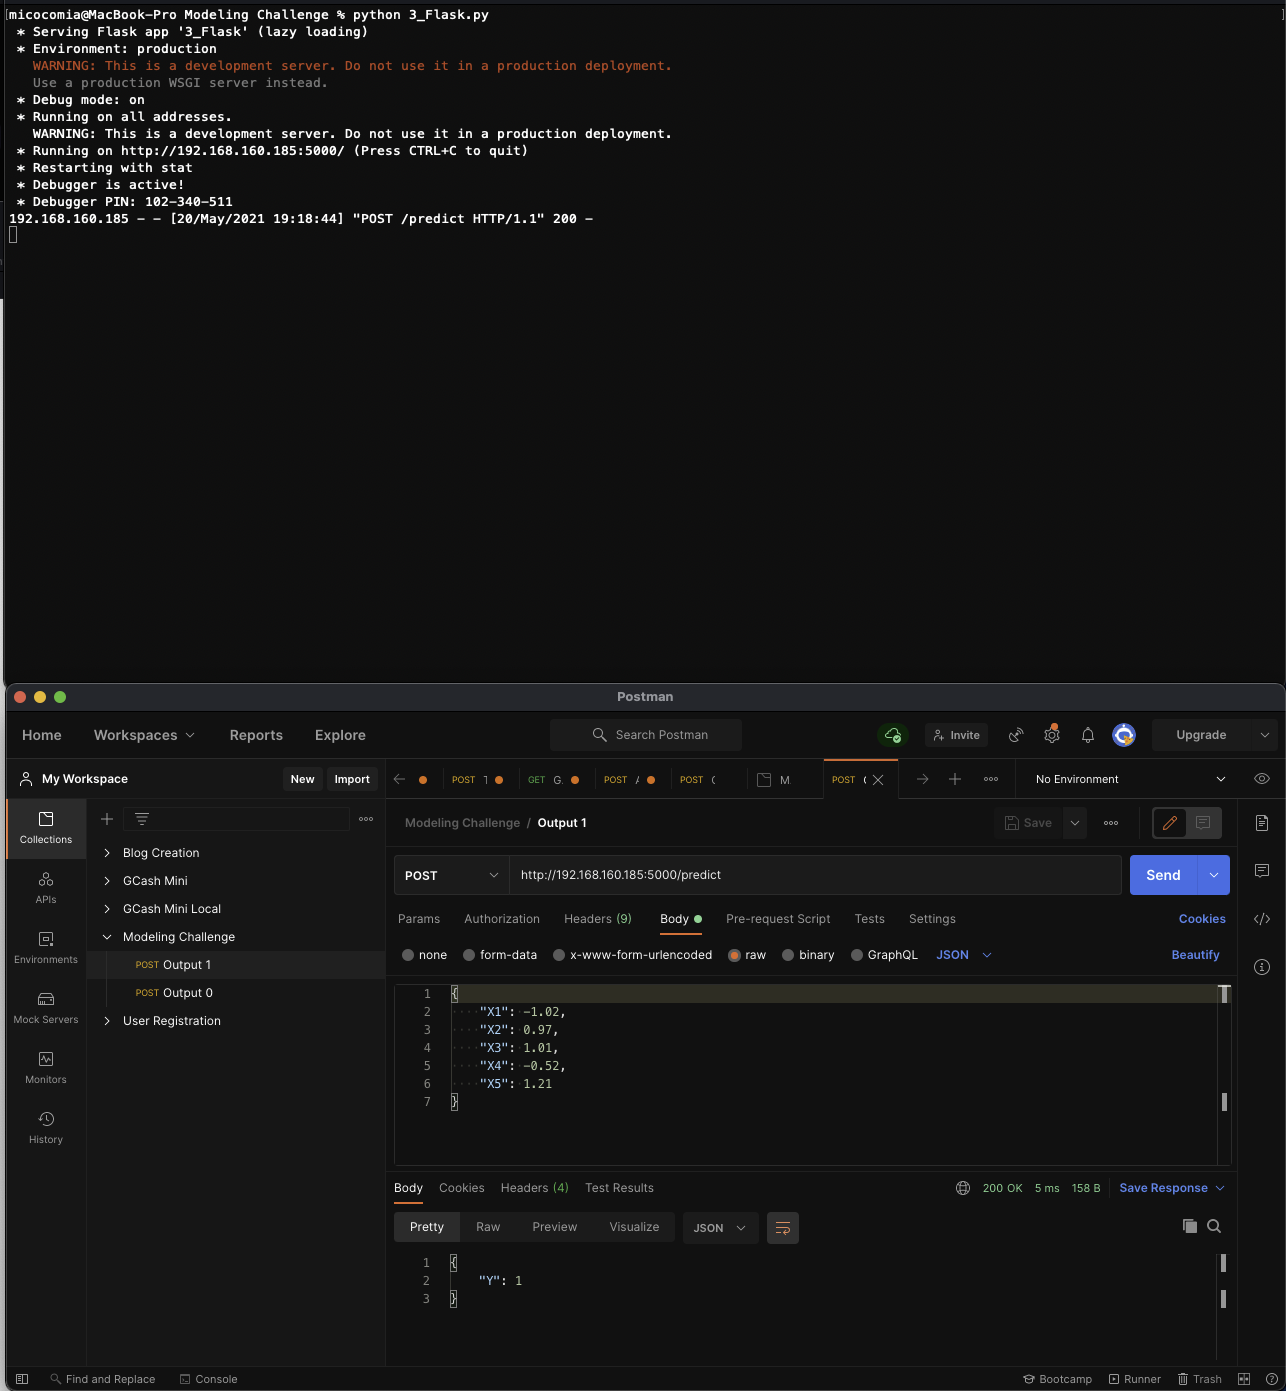 [micocomia@MacBook-Pro Modeling Challenge % python 3_Flask.py ]
* Serving Flask app '3_Flask' (lazy loading)
* Environment: production
WARNING: This is a development server. Do not use it in a production deployment.
Use a production WSGI server instead.
* Debug mode: on
* Running on all addresses.
WARNING: This is a development server. Do not use it in a production deployment.
* Running on http://192.168.160.185:5000/ (Press CTRL+C to quit)
* Restarting with stat
* Debugger is active!
* Debugger PIN: 102-340-511
192.168.160.185 - - [20/May/2021 19:18:44] "POST /predict HTTP/1.1" 200 -
Postman
Home Workspaces Reports Explore Search Postman Invite Upgrade
My Workspace New Import
POST GET G. POST POST M. POST No Environment
Collections
APIs
Environments
Mock Servers
Monitors
History
Blog Creation
GCash Mini
GCash Mini Local
Modeling Challenge
POST Output 1
POST Output 0
User Registration
Modeling Challenge / Output 1 Save
POST http://192.168.160.185:5000/predict Send
Params Authorization Headers (9) Body Pre-request Script Tests Settings Cookies
none form-data x-www-form-urlencoded raw binary GraphQL JSON Beautify
1 {
2 "X1": -1.02,
3 "X2": 0.97,
4 "X3": 1.01,
5 "X4": -0.52,
6 "X5": 1.21
7 }
Body Cookies Headers (4) Test Results 200 OK 5 ms 158 B Save Response
Pretty Raw Preview Visualize JSON
1 {
2 "Y": 1
3 }
Find and Replace Console Bootcamp Runner Trash